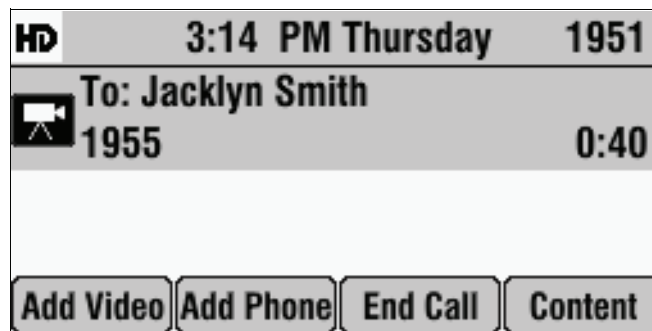 HD 3:14 PM Thursday 1951
To: Jacklyn Smith
1955 0:40
Add Video Add Phone End Call Content